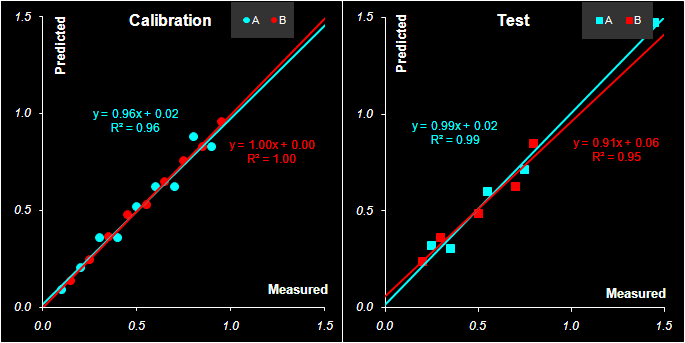 Calibration
A B
Predicted
1.5
1.0
0.5
0.0
y = 0.96x + 0.02
R² = 0.96
y = 1.00x + 0.00
R² = 1.00
Measured
0.0 0.5 1.0 1.5
Test
A B
Predicted
1.5
1.0
0.5
0.0
y = 0.99x + 0.02
R² = 0.99
y = 0.91x + 0.06
R² = 0.95
Measured
0.0 0.5 1.0 1.5